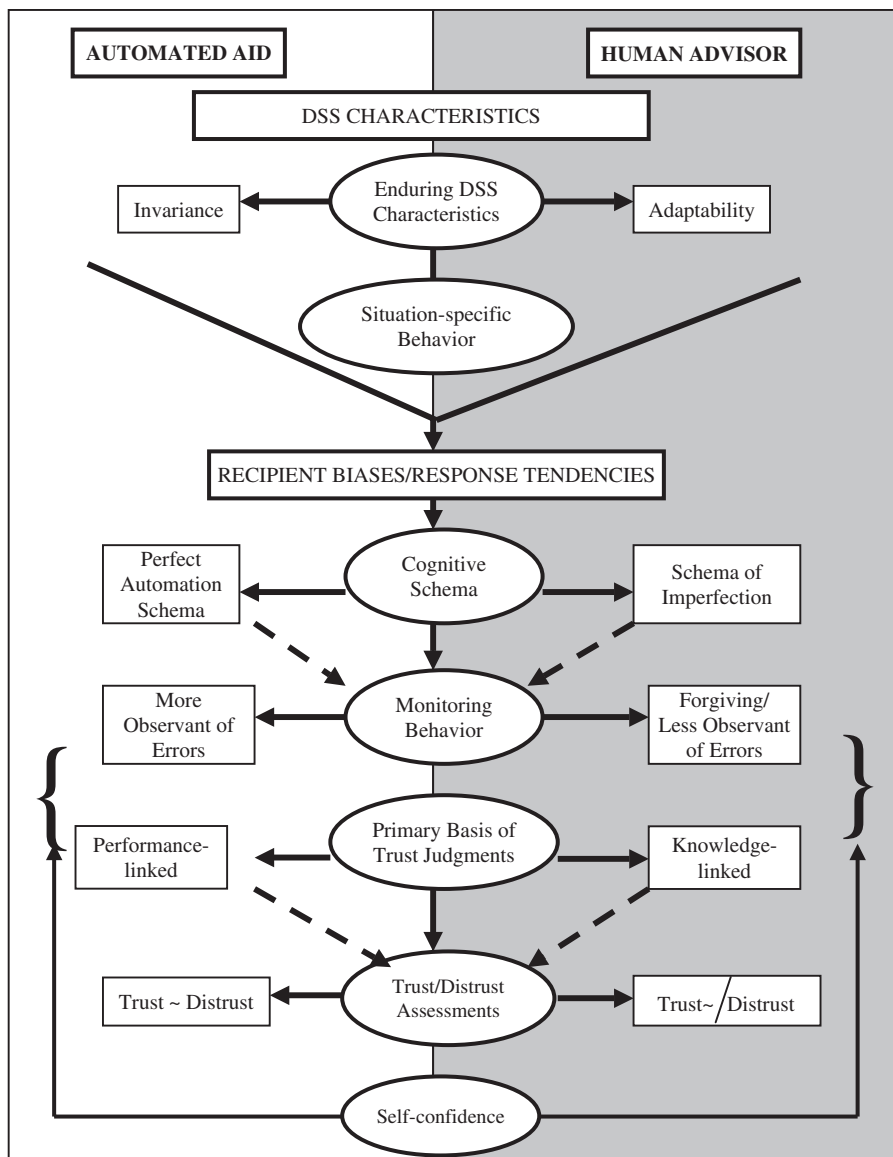 AUTOMATED AID
HUMAN ADVISOR
DSS CHARACTERISTICS
Enduring DSS
Characteristics
Invariance
Adaptability
Situation-specific
Behavior
RECIPIENT BIASES/RESPONSE TENDENCIES
Perfect
Automation
Schema
Cognitive
Schema
Schema of
Imperfection
More
Observant of
Errors
Monitoring
Behavior
Forgiving/
Less Observant
of Errors
Performance-
linked
Primary Basis of
Trust Judgments
Knowledge-
linked
Trust ~ Distrust
Trust/Distrust
Assessments
Trust~/Distrust
Self-confidence